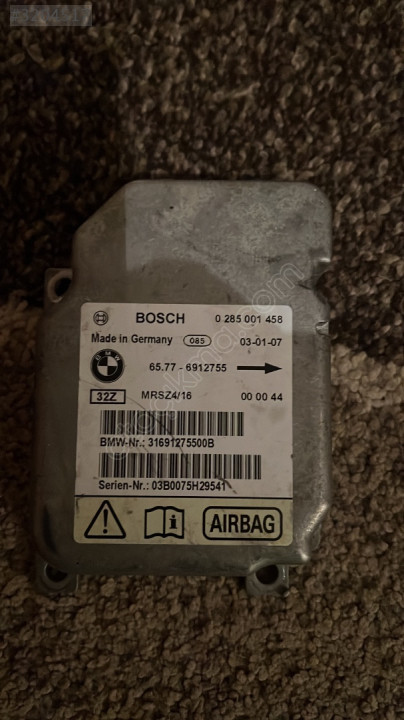 BOSCH 0 285 001 458
Made in Germany 085 03-01-07
BMW 65.77 - 6912755
32Z MRSZ4/16 00 00 44
BMW-Nr.: 31691275500B
Serien-Nr.: 03B0075H29541
AIRBAG